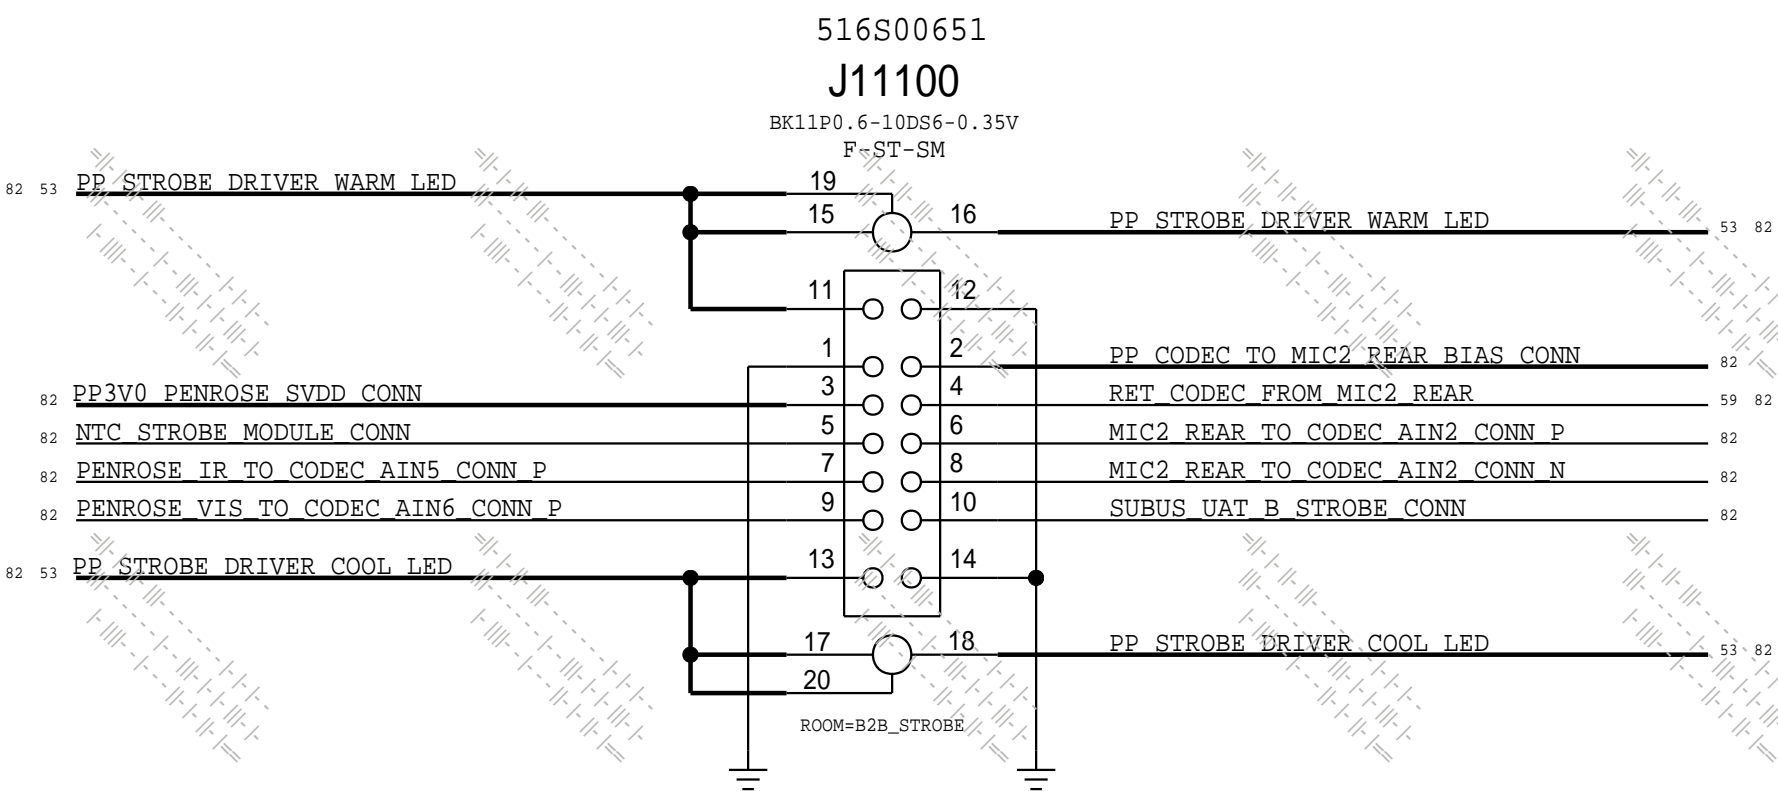 516S00651
J11100
BK11P0.6-10DS6-0.35V
F-ST-SM
82 53 PP_STROBE_DRIVER_WARM_LED 19
15 16 PP_STROBE_DRIVER_WARM_LED 53 82
11 12
1 2 PP_CODEC_TO_MIC2_REAR_BIAS_CONN 82
82 PP3V0_PENROSE_SVDD_CONN 3 4 RET_CODEC_FROM_MIC2_REAR 59 82
82 NTC_STROBE_MODULE_CONN 5 6 MIC2_REAR_TO_CODEC_AIN2_CONN_P 82
82 PENROSE_IR_TO_CODEC_AIN5_CONN_P 7 8 MIC2_REAR_TO_CODEC_AIN2_CONN_N 82
82 PENROSE_VIS_TO_CODEC_AIN6_CONN_P 9 10 SUBUS_UAT_B_STROBE_CONN 82
82 53 PP_STROBE_DRIVER_COOL_LED 13 14
17 18 PP_STROBE_DRIVER_COOL_LED 53 82
20
ROOM=B2B_STROBE